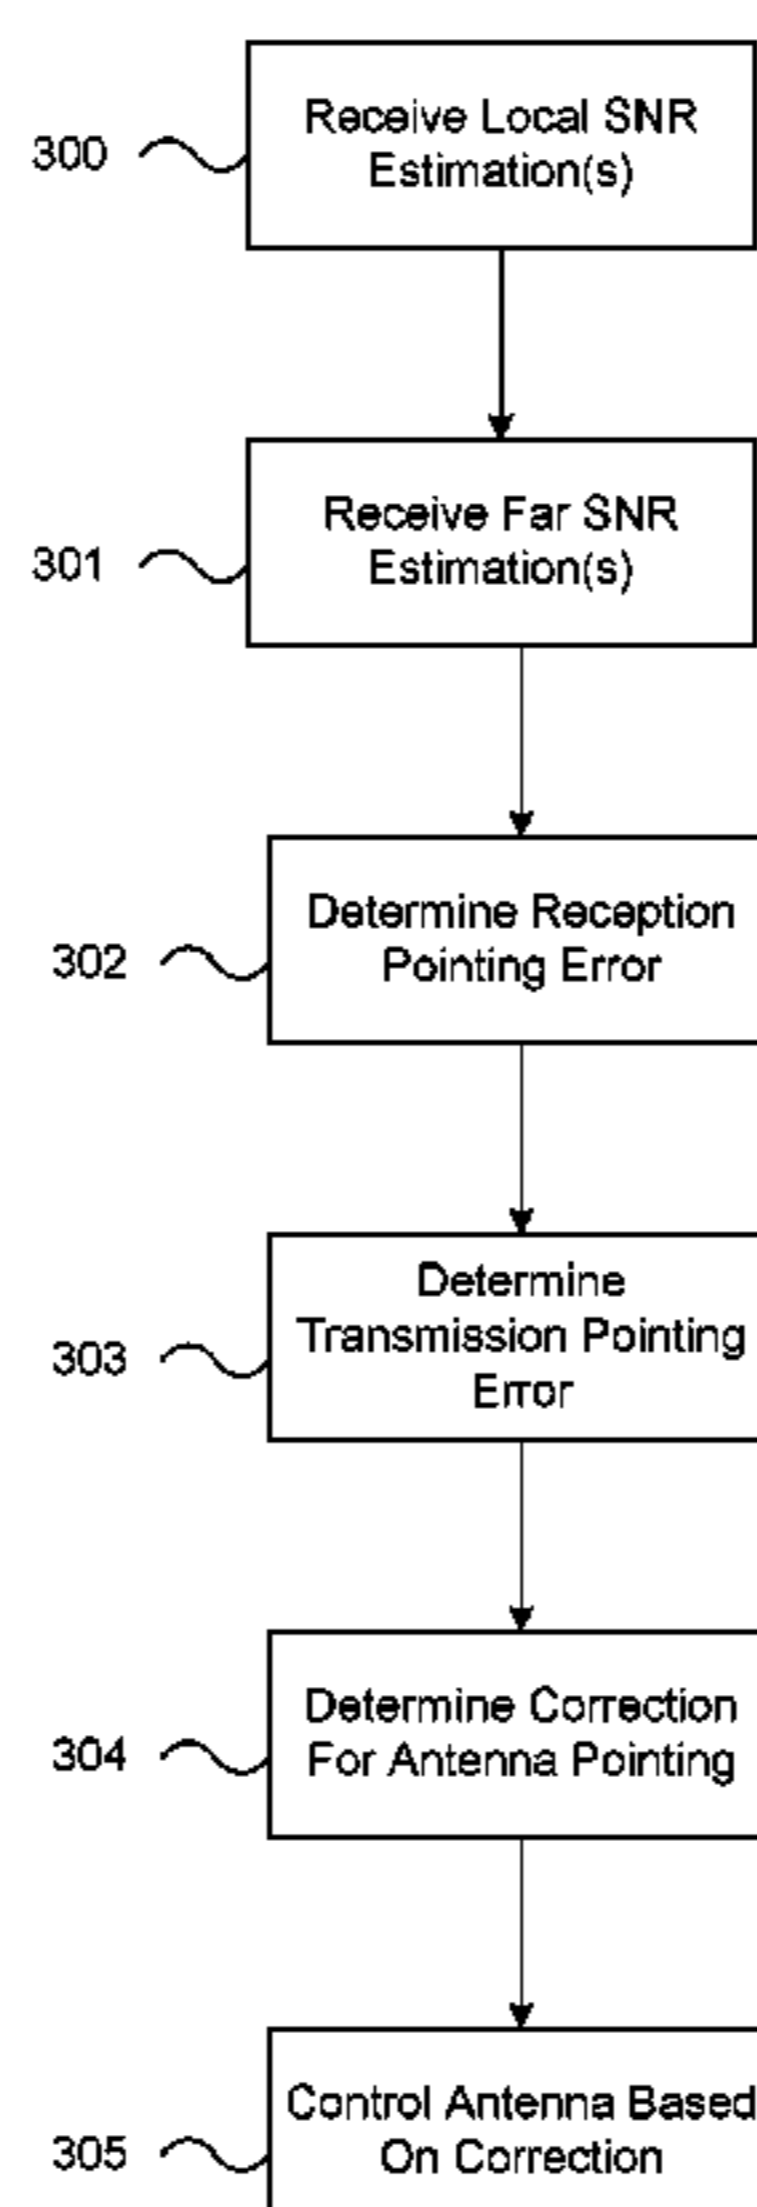 300
Receive Local SNR
Estimation(s)
301
Receive Far SNR
Estimation(s)
302
Determine Reception
Pointing Error
303
Determine
Transmission Pointing
Error
304
Determine Correction
For Antenna Pointing
305
Control Antenna Based
On Correction